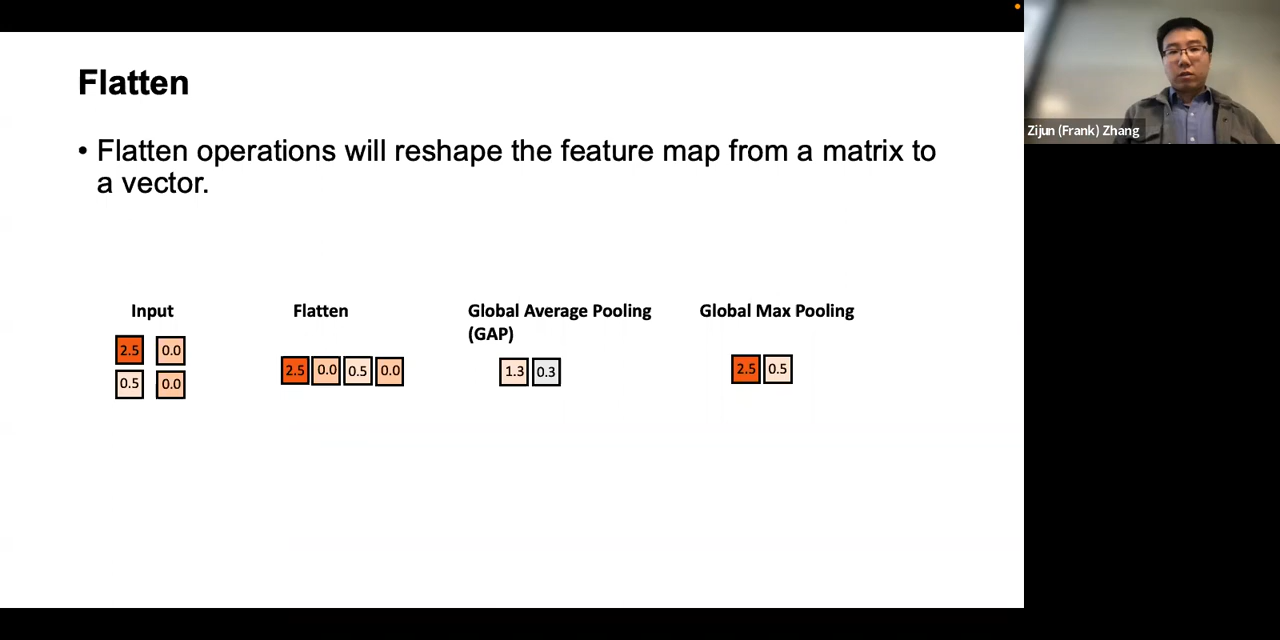 Flatten
• Flatten operations will reshape the feature map from a matrix to
a vector.
Input
Flatten
Global Average Pooling
(GAP)
Global Max Pooling
2.5 0.0
0.5 0.0
2.5 0.0 0.5 0.0
1.3 0.3
2.5 0.5
Zijun (Frank) Zhang